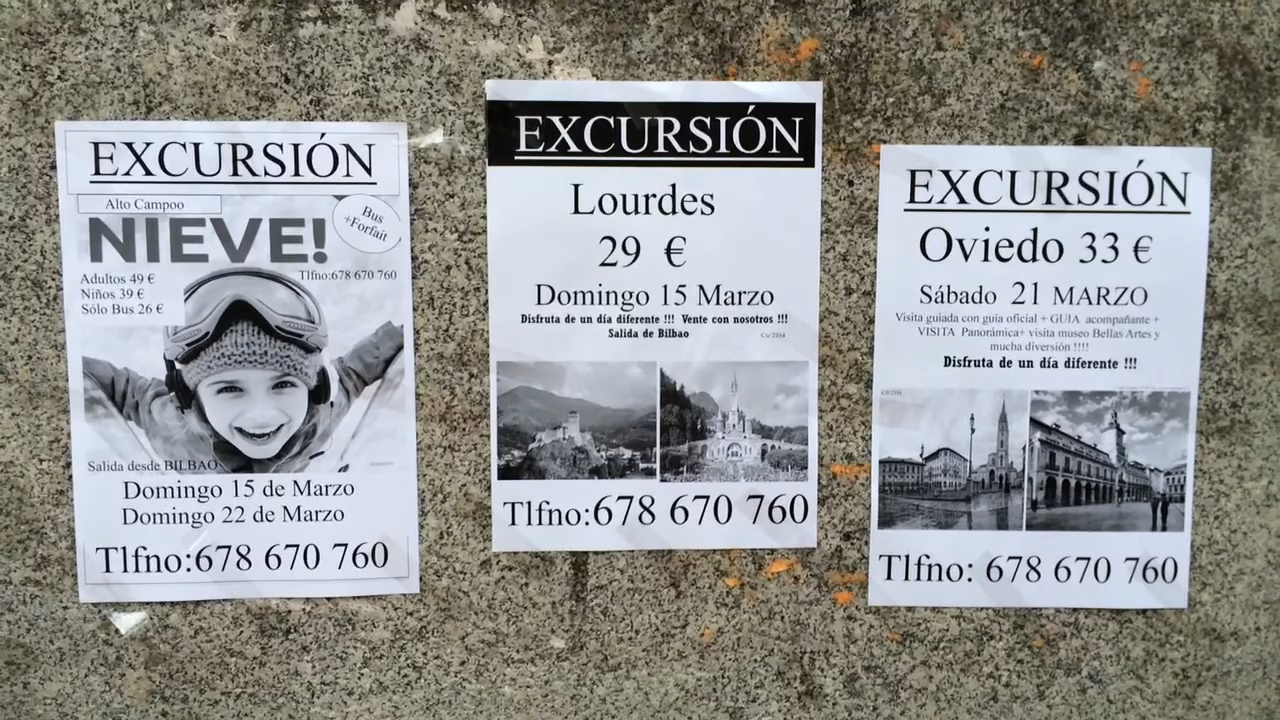 EXCURSIÓN
Alto Campoo
NIEVE!
Bus
+Forfait
Adultos 49 €
Niños 39 €
Sólo Bus 26 €
Tlfno:678 670 760
Salida desde BILBAO
Domingo 15 de Marzo
Domingo 22 de Marzo
Tlfno:678 670 760
EXCURSIÓN
Lourdes
29 €
Domingo 15 Marzo
Disfruta de un día diferente !!! Vente con nosotros !!!
Salida de Bilbao
Tlfno:678 670 760
EXCURSIÓN
Oviedo 33 €
Sábado 21 MARZO
Visita guiada con guia oficial + GUIA acompañante +
VISITA Panorámica+ visita museo Bellas Artes y
mucha diversión !!!!
Disfruta de un día diferente !!!
Tlfno: 678 670 760